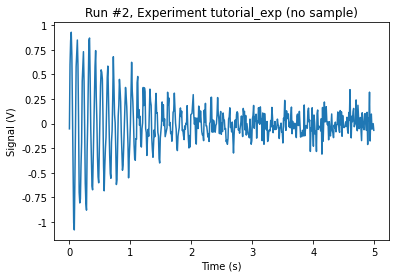 Run #2, Experiment tutorial_exp (no sample)
1
0.75
0.5
0.25
0
-0.25
-0.5
-0.75
-1
Signal (V)
0 1 2 3 4 5
Time (s)